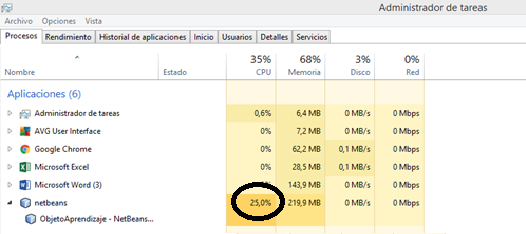 Administrador de tareas
Archivo Opciones Vista
Procesos Rendimiento Historial de aplicaciones Inicio Usuarios Detalles Servicios
35% 68% 3% 0%
Nombre Estado CPU Memoria Disco Red
Aplicaciones (6)
Administrador de tareas 0,6% 6,4 MB 0 MB/s 0 Mbps
AVG User Interface 0% 7,2 MB 0 MB/s 0 Mbps
Google Chrome 0% 62,2 MB 0,1 MB/s 0 Mbps
Microsoft Excel 0% 28,5 MB 0,1 MB/s 0 Mbps
Microsoft Word (3) 143,9 MB 0 MB/s 0 Mbps
netbeans 25,0% 219,9 MB 0 MB/s 0 Mbps
ObjetoAprendizaje - NetBeans...